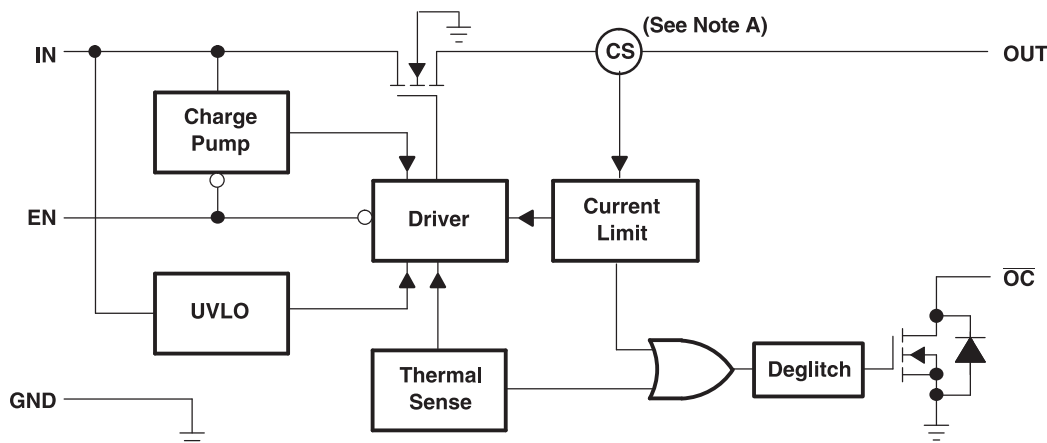 (See Note A)
IN
CS
OUT
Charge
Pump
EN
Driver
Current
Limit
UVLO
OC
Thermal
Sense
Deglitch
GND